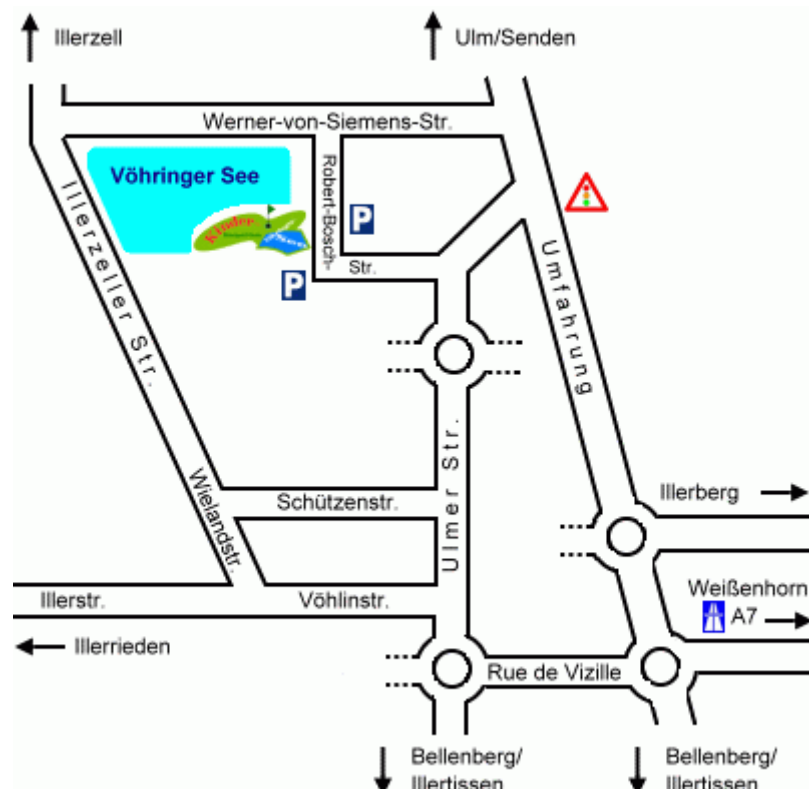 Illerzell
Ulm/Senden
Werner-von-Siemens-Str.
Vöhringer See
Robert-Bosch-
Str.
Kinder
P
P
Illerzeller Str.
Umfahrung
Ulmer Str.
Wielandstr.
Schützenstr.
Illerberg
Weißenhorn
A7
Illerstr.
Vöhlinstr.
Illerrieden
Rue de Vizille
Bellenberg/
Illertissen
Bellenberg/
Illertissen